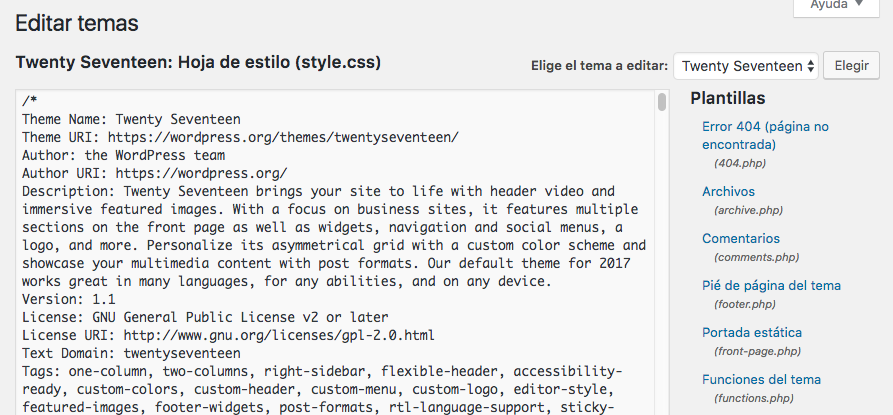 Ayuda ▼
Editar temas
Twenty Seventeen: Hoja de estilo (style.css)
Elige el tema a editar: Twenty Seventeen Elegir
/*
Theme Name: Twenty Seventeen
Theme URI: https://wordpress.org/themes/twentyseventeen/
Author: the WordPress team
Author URI: https://wordpress.org/
Description: Twenty Seventeen brings your site to life with header video and
immersive featured images. With a focus on business sites, it features multiple
sections on the front page as well as widgets, navigation and social menus, a
logo, and more. Personalize its asymmetrical grid with a custom color scheme and
showcase your multimedia content with post formats. Our default theme for 2017
works great in many languages, for any abilities, and on any device.
Version: 1.1
License: GNU General Public License v2 or later
License URI: http://www.gnu.org/licenses/gpl-2.0.html
Text Domain: twentyseventeen
Tags: one-column, two-columns, right-sidebar, flexible-header, accessibility-
ready, custom-colors, custom-header, custom-menu, custom-logo, editor-style,
featured-images, footer-widgets, post-formats, rtl-language-support, sticky-
Plantillas
Error 404 (página no
encontrada)
(404.php)
Archivos
(archive.php)
Comentarios
(comments.php)
Pié de página del tema
(footer.php)
Portada estática
(front-page.php)
Funciones del tema
(functions.php)